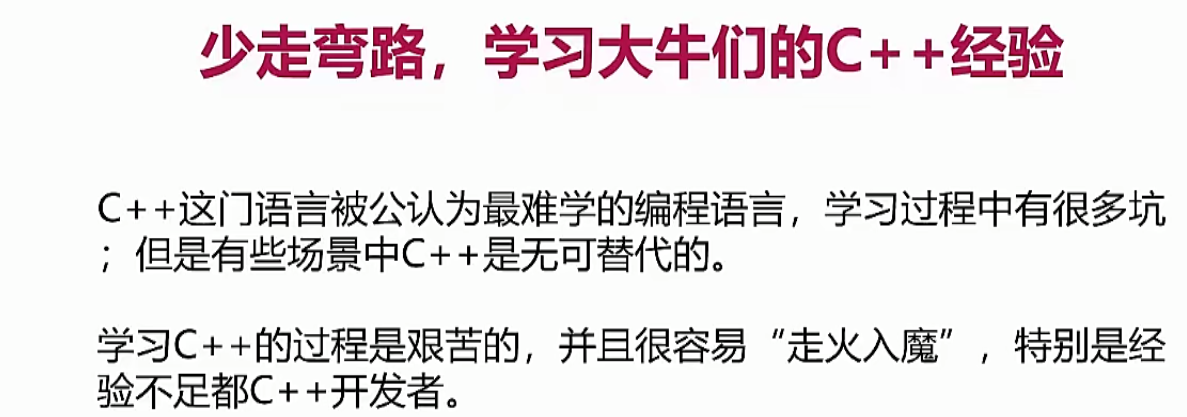 少走弯路，学习大牛们的C++经验
C++这门语言被公认为最难学的编程语言，学习过程中有很多坑
；但是有些场景中C++是无可替代的。
学习C++的过程是艰苦的，并且很容易“走火入魔”，特别是经
验不足都C++开发者。